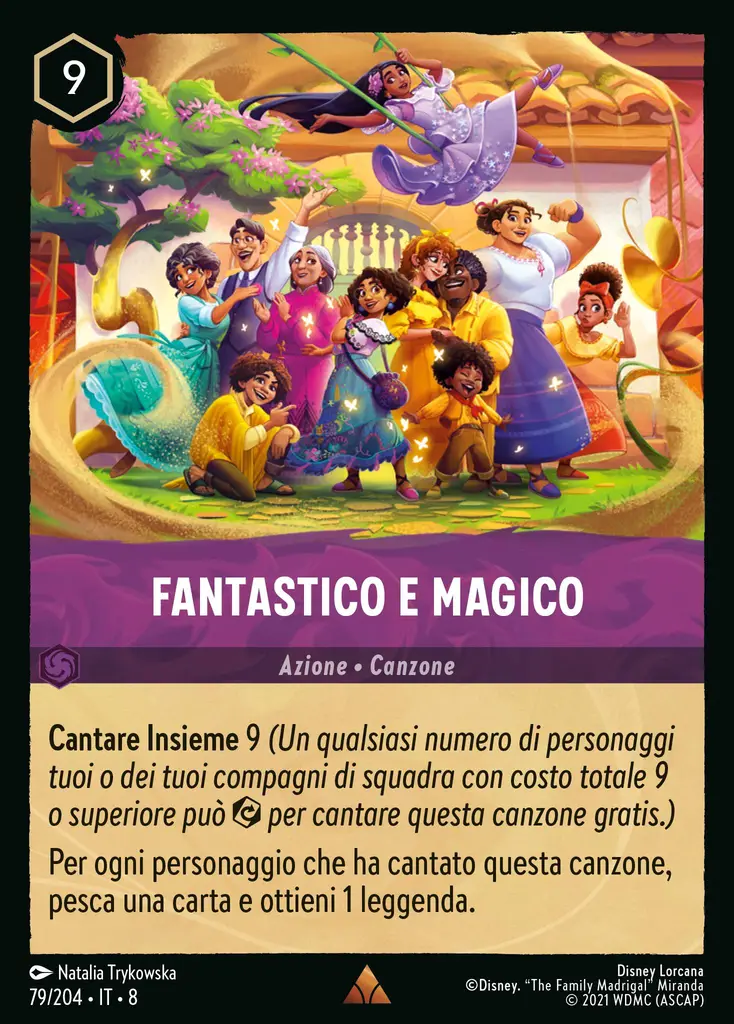 9
FANTASTICO E MAGICO
Azione • Canzone
Cantare Insieme 9 (Un qualsiasi numero di personaggi
tuoi o dei tuoi compagni di squadra con costo totale 9
o superiore può per cantare questa canzone gratis.)
Per ogni personaggio che ha cantato questa canzone,
pesca una carta e ottieni 1 leggenda.
Natalia Trykowska
79/204 • IT • 8
Disney Lorcana
©Disney. "The Family Madrigal" Miranda
© 2021 WDMC (ASCAP)